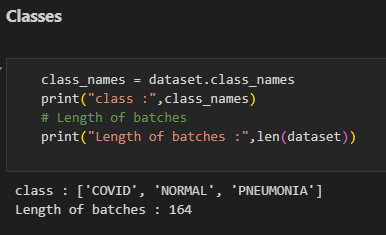 Classes
class_names = dataset.class_names
print("class :",class_names)
# Length of batches
print("Length of batches :",len(dataset))
class : ['COVID', 'NORMAL', 'PNEUMONIA']
Length of batches : 164